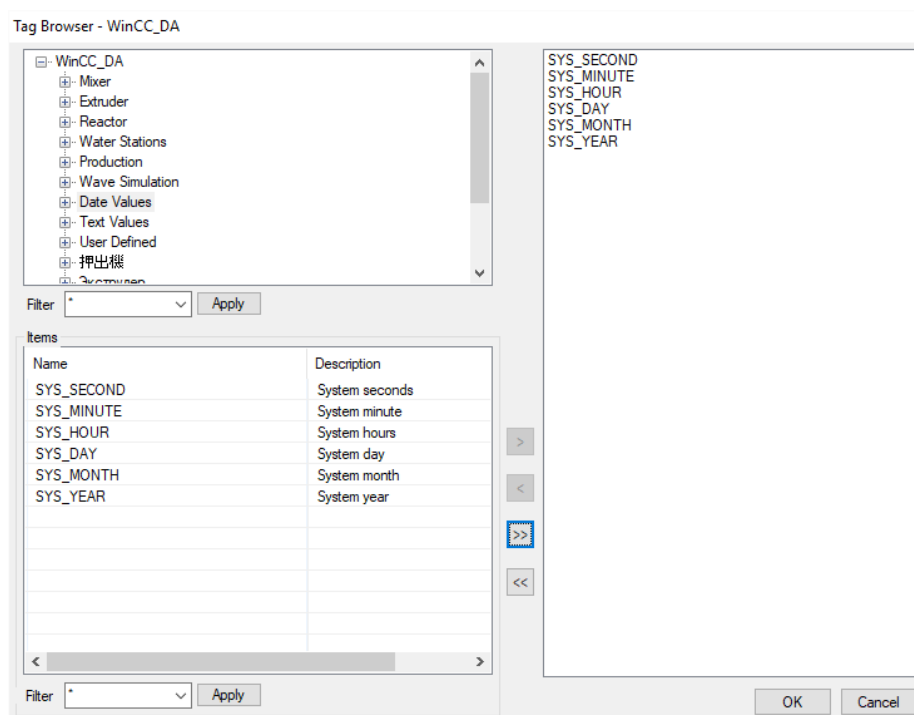 Tag Browser - WinCC_DA
WinCC_DA
Mixer
Extruder
Reactor
Water Stations
Production
Wave Simulation
Date Values
Text Values
User Defined
押出機
Экструдер
Filter * Apply
Items
Name Description
SYS_SECOND System seconds
SYS_MINUTE System minute
SYS_HOUR System hours
SYS_DAY System day
SYS_MONTH System month
SYS_YEAR System year
Filter * Apply
>
<
>>
<<
SYS_SECOND
SYS_MINUTE
SYS_HOUR
SYS_DAY
SYS_MONTH
SYS_YEAR
OK Cancel